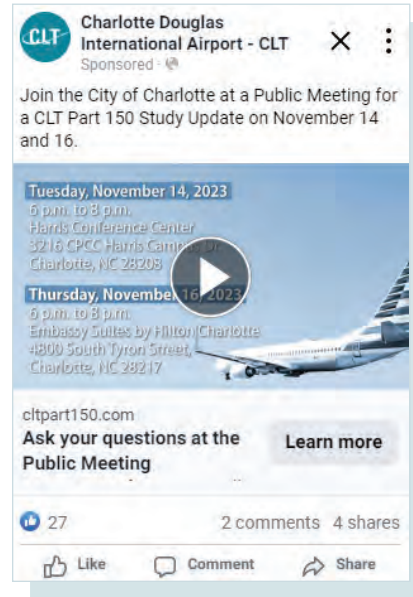 CLT
Charlotte Douglas
International Airport - CLT
Sponsored ·
Join the City of Charlotte at a Public Meeting for
a CLT Part 150 Study Update on November 14
and 16.
Tuesday, November 14, 2023
6 p.m. to 8 p.m.
Harris Conference Center
3216 CPCC Harris Campus Dr.
Charlotte, NC 28208
Thursday, November 16, 2023
6 p.m. to 8 p.m.
Embassy Suites by Hilton Charlotte
4800 South Tyron Street,
Charlotte, NC 28217
cltpart150.com
Ask your questions at the
Public Meeting
Learn more
27
2 comments 4 shares
Like Comment Share